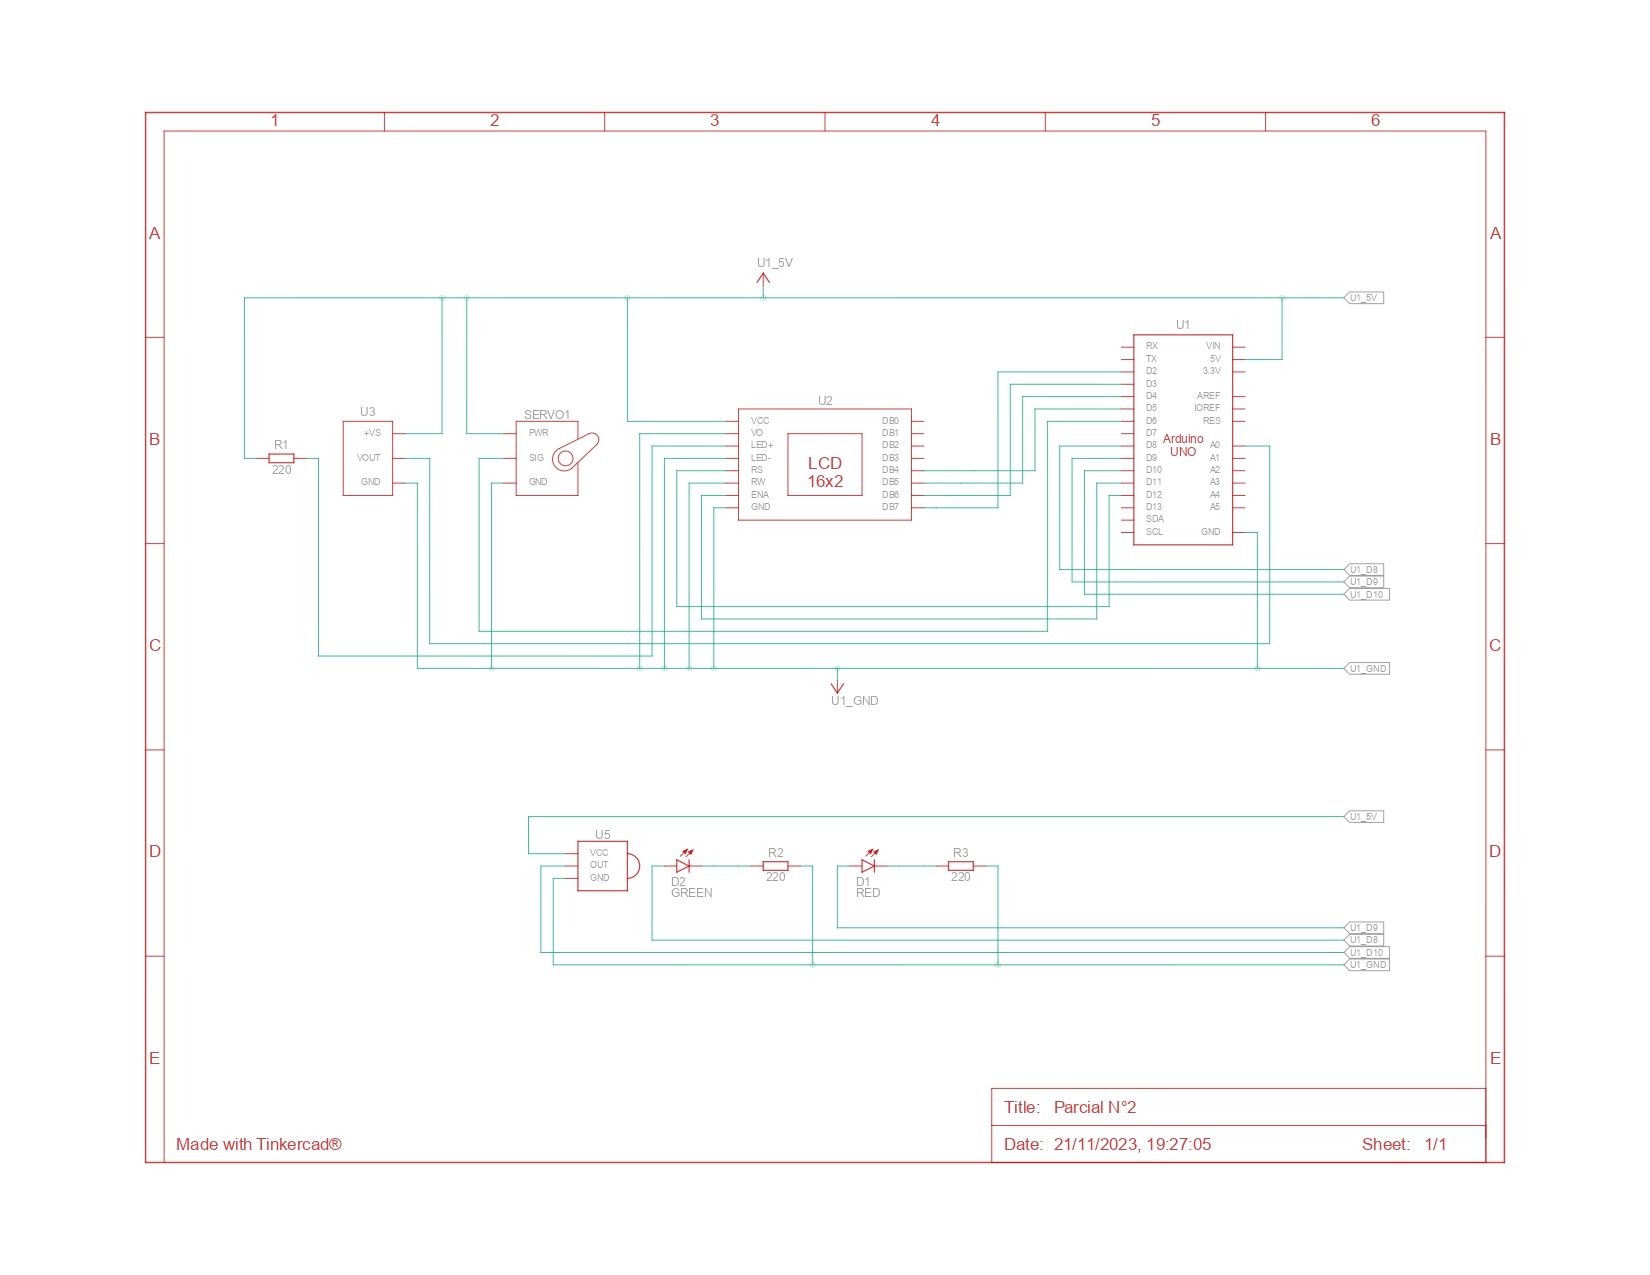 1 2 3 4 5 6
A A
U1_5V
U1_5V
U1
RX VIN
TX 5V
D2 3.3V
D3
D4 AREF
D5 IOREF
D6 RES
D7
D8 A0
D9 A1
D10 A2
D11 A3
D12 A4
D13 A5
SDA
SCL GND
Arduino
UNO
B B
U2
VCC DB0
VO DB1
LED+ DB2
LED- DB3
RS DB4
RW DB5
ENA DB6
GND DB7
LCD
16x2
SERVO1
PWR
SIG
GND
U3
+VS
VOUT
GND
R1
220
U1_D8
U1_D9
U1_D10
C C
U1_GND
U1_GND
U1_5V
D D
U5
VCC
OUT
GND
D2
GREEN
R2
220
D1
RED
R3
220
U1_D9
U1_D8
U1_D10
U1_GND
E E
Title: Parcial N°2
Made with Tinkercad®
Date: 21/11/2023, 19:27:05 Sheet: 1/1